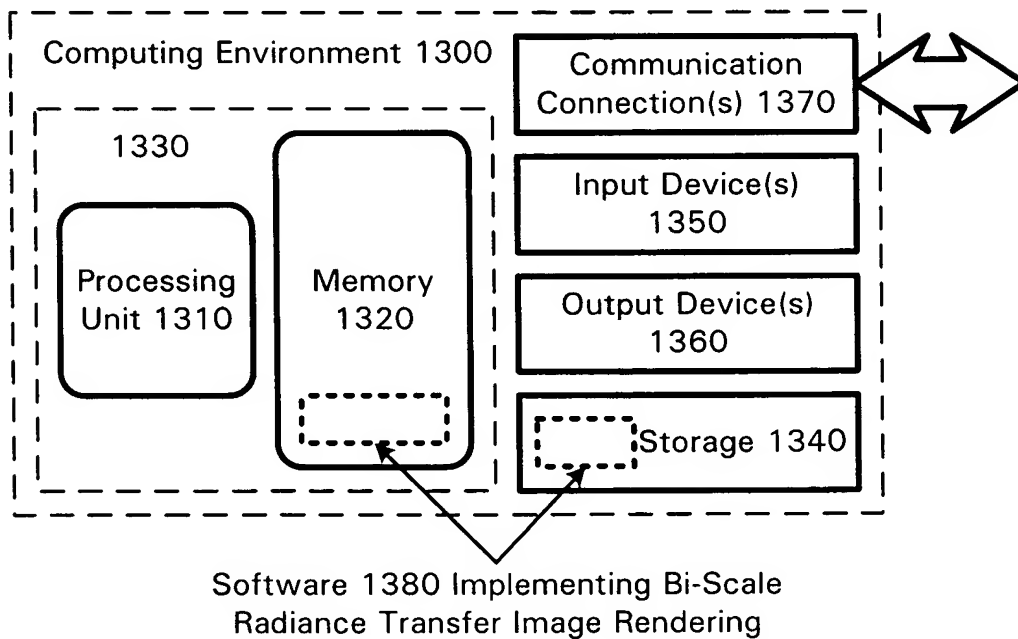 Computing Environment 1300
Communication
Connection(s) 1370
1330
Processing
Unit 1310
Memory
1320
Input Device(s)
1350
Output Device(s)
1360
Storage 1340
Software 1380 Implementing Bi-Scale
Radiance Transfer Image Rendering